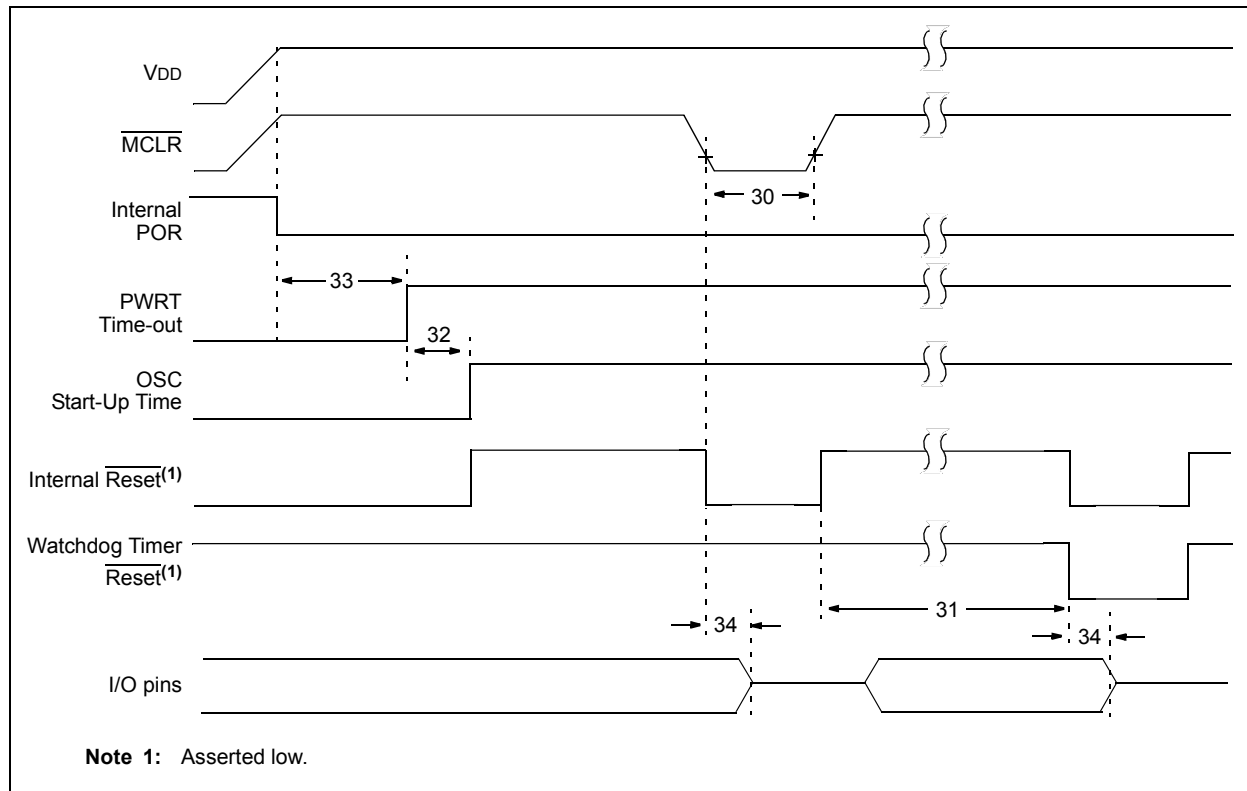 VDD
MCLR
30
Internal
POR
33
PWRT
Time-out
32
OSC
Start-Up Time
Internal Reset(1)
Watchdog Timer
Reset(1)
31
34
34
I/O pins
Note 1: Asserted low.